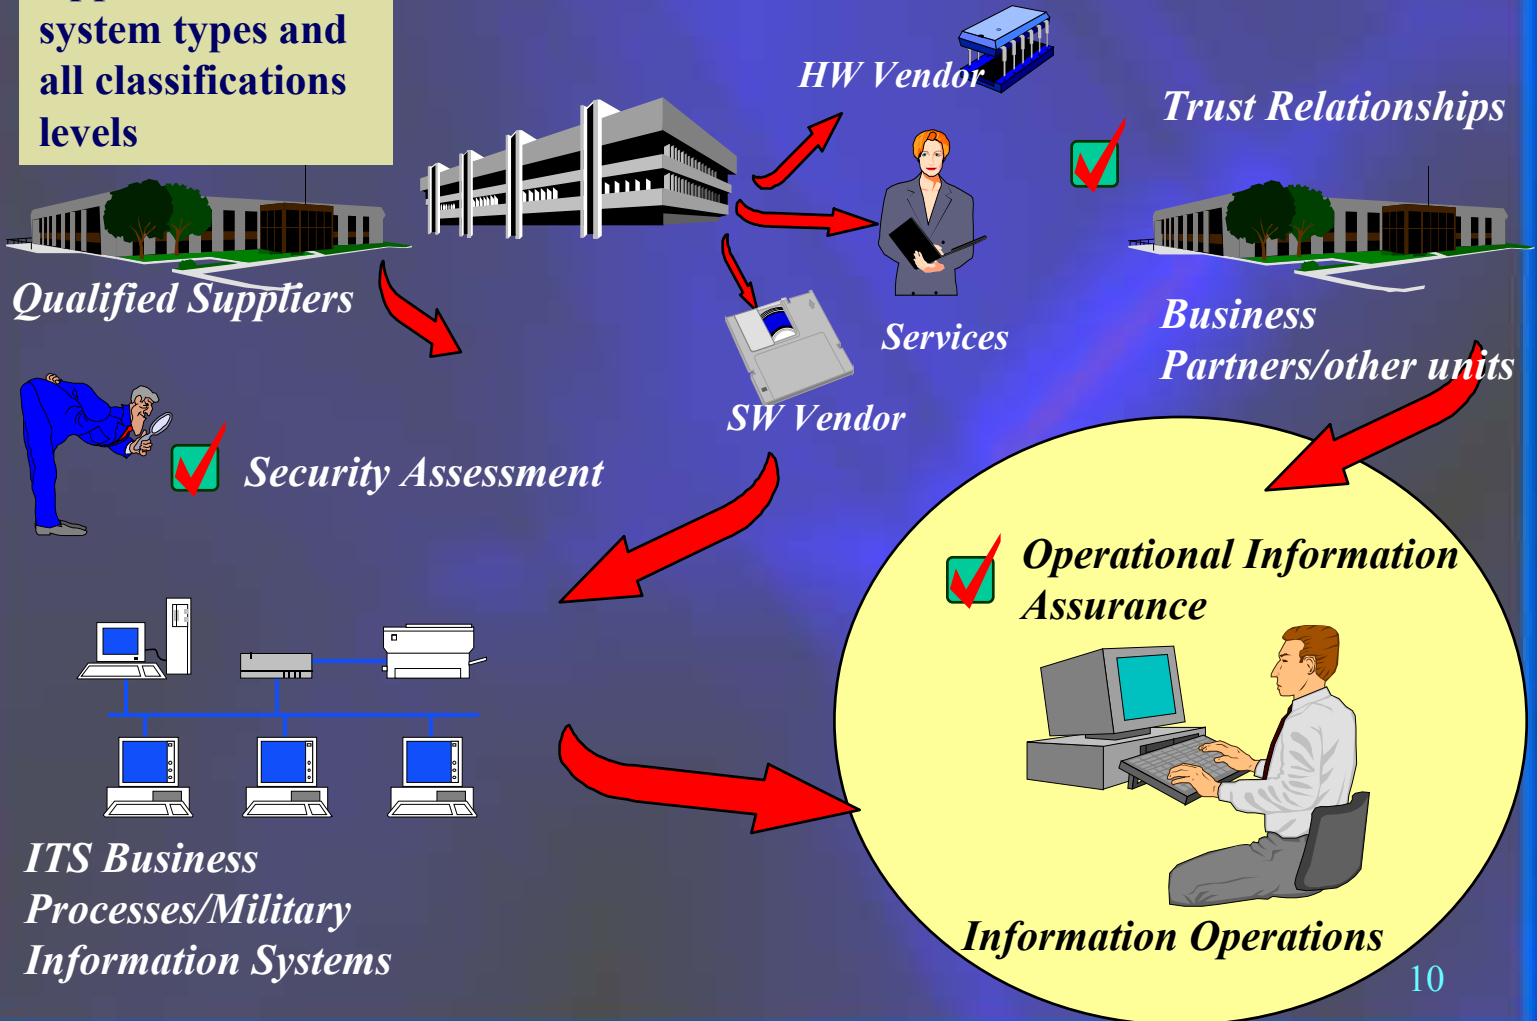 system types and
all classifications
levels
HW Vendor
Trust Relationships
Qualified Suppliers
Services
Business
Partners/other units
SW Vendor
Security Assessment
Operational Information
Assurance
ITS Business
Processes/Military
Information Systems
Information Operations
10